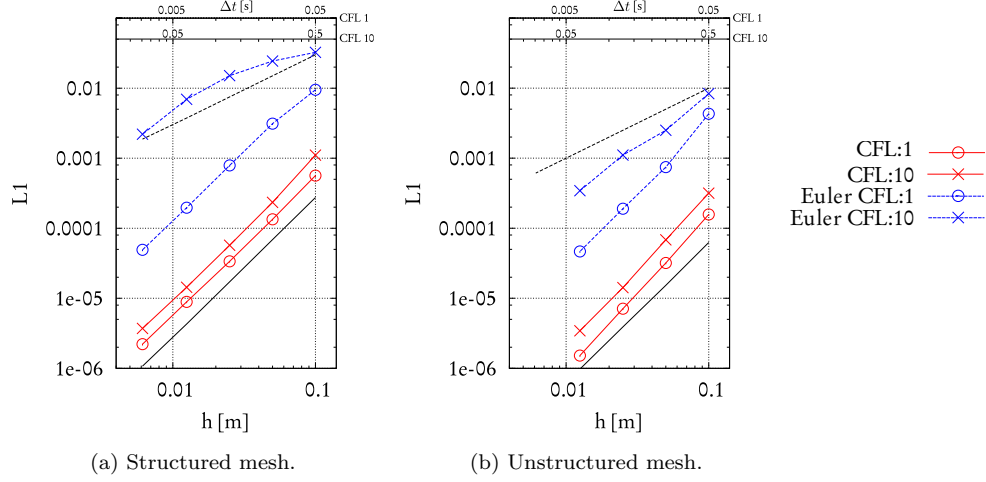 Δt [s]
0.005 0.05
CFL 1
0.05 0.5
CFL 10
0.01
0.001
0.0001
1e-05
1e-06
L1
0.01 0.1
h [m]
(a) Structured mesh.
Δt [s]
0.005 0.05
CFL 1
0.05 0.5
CFL 10
0.01
0.001
0.0001
1e-05
1e-06
L1
0.01 0.1
h [m]
(b) Unstructured mesh.
CFL:1
CFL:10
Euler CFL:1
Euler CFL:10